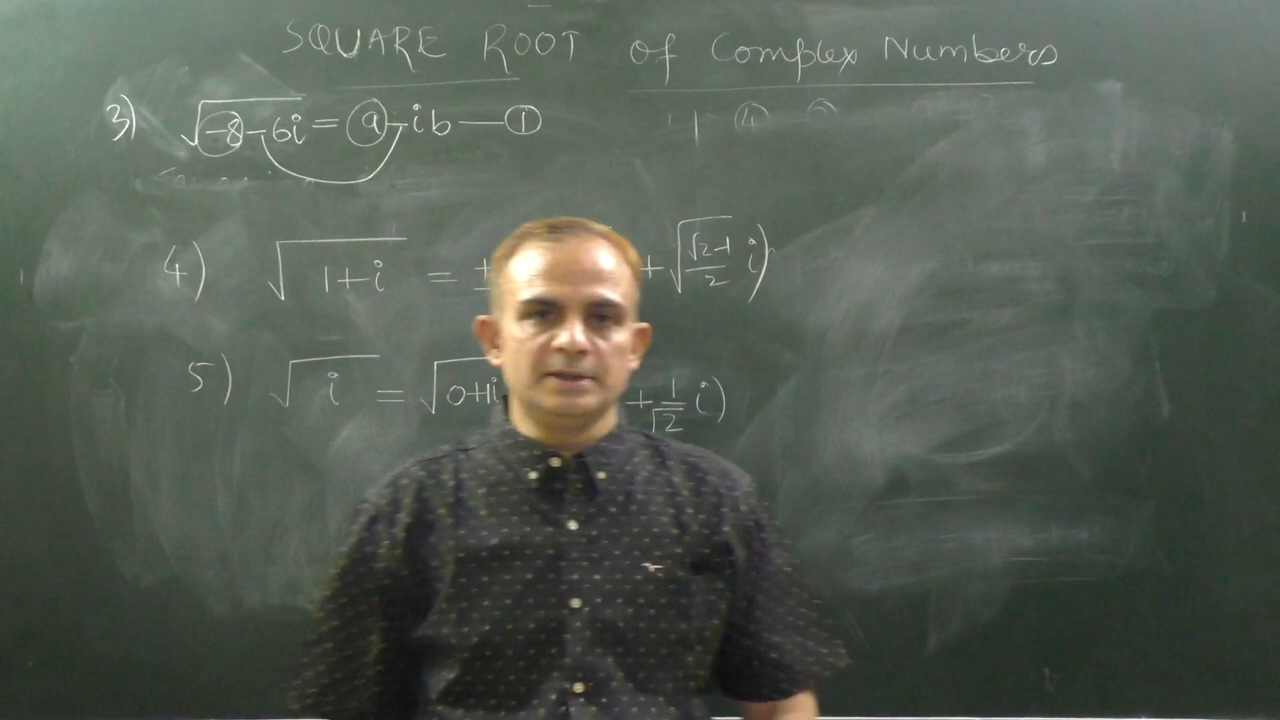 SQUARE ROOT of Complex Numbers
3) √-8-6i = a-ib — ①
4) √1+i = ± + √(√2-1/2) i)
5) √i = √0+1i + 1/√2 i)